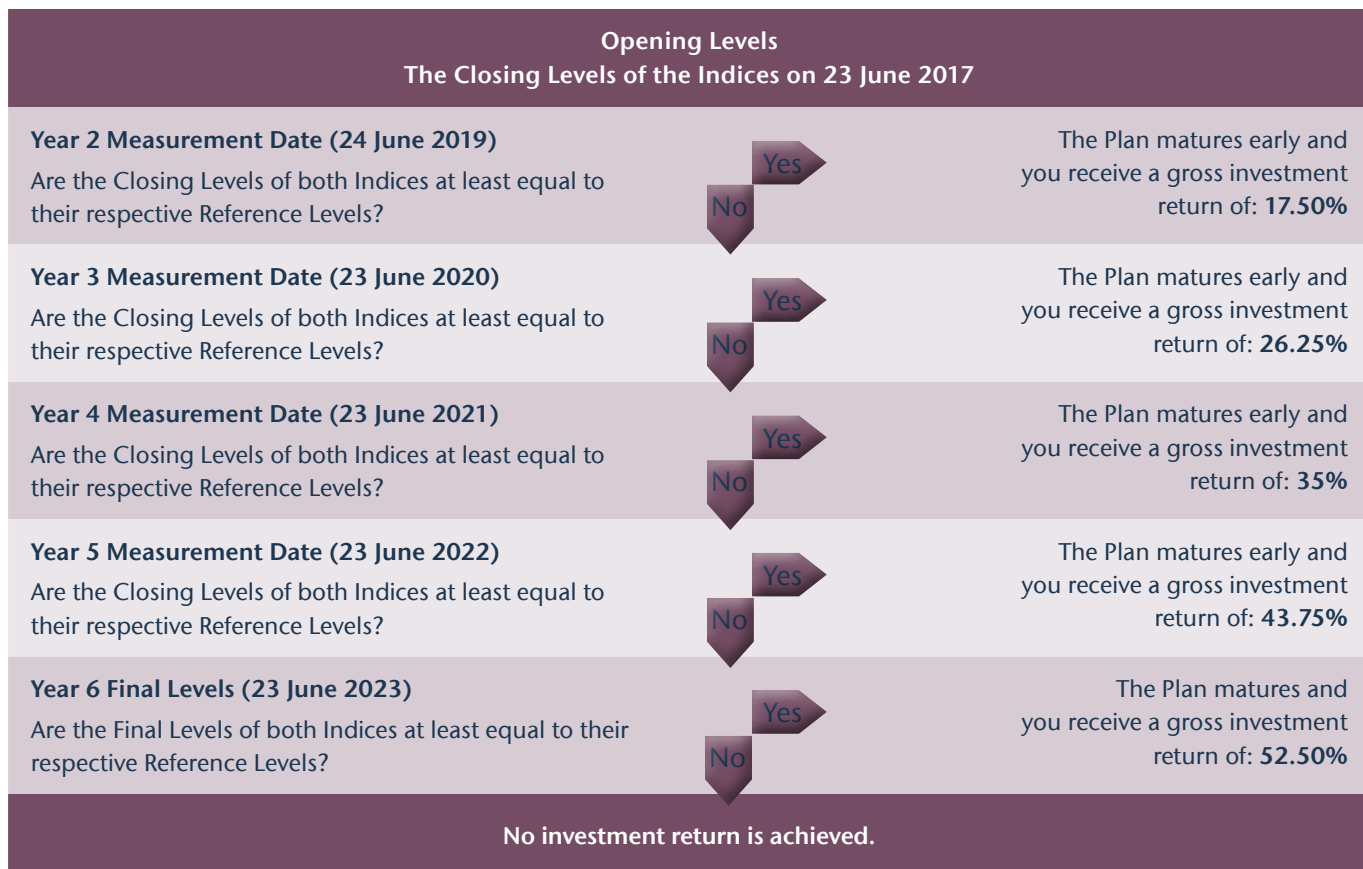 Opening Levels
The Closing Levels of the Indices on 23 June 2017
Year 2 Measurement Date (24 June 2019)
Are the Closing Levels of both Indices at least equal to
their respective Reference Levels?
Yes
No
The Plan matures early and
you receive a gross investment
return of: 17.50%
Year 3 Measurement Date (23 June 2020)
Are the Closing Levels of both Indices at least equal to
their respective Reference Levels?
Yes
No
The Plan matures early and
you receive a gross investment
return of: 26.25%
Year 4 Measurement Date (23 June 2021)
Are the Closing Levels of both Indices at least equal to
their respective Reference Levels?
Yes
No
The Plan matures early and
you receive a gross investment
return of: 35%
Year 5 Measurement Date (23 June 2022)
Are the Closing Levels of both Indices at least equal to
their respective Reference Levels?
Yes
No
The Plan matures early and
you receive a gross investment
return of: 43.75%
Year 6 Final Levels (23 June 2023)
Are the Final Levels of both Indices at least equal to their
respective Reference Levels?
Yes
No
The Plan matures and
you receive a gross investment
return of: 52.50%
No investment return is achieved.